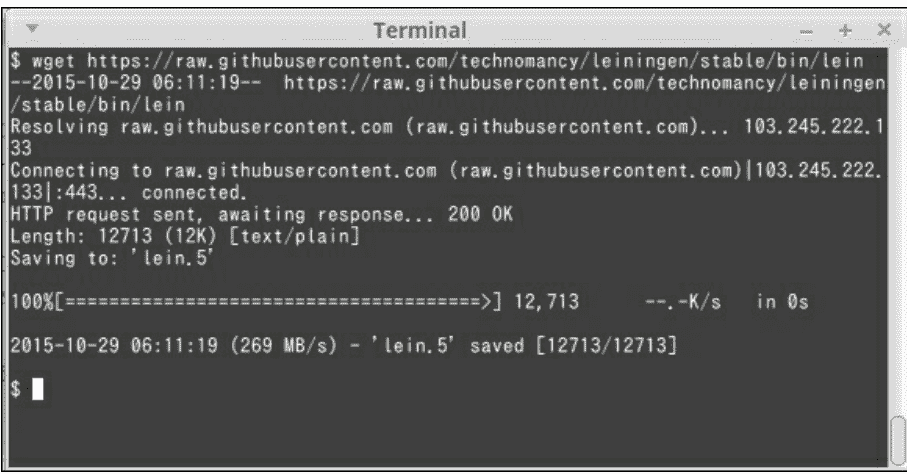 Terminal
$ wget https://raw.githubusercontent.com/technomancy/leiningen/stable/bin/lein
--2015-10-29 06:11:19--  https://raw.githubusercontent.com/technomancy/leiningen
/stable/bin/lein
Resolving raw.githubusercontent.com (raw.githubusercontent.com)... 103.245.222.1
33
Connecting to raw.githubusercontent.com (raw.githubusercontent.com)|103.245.222.
133|:443... connected.
HTTP request sent, awaiting response... 200 OK
Length: 12713 (12K) [text/plain]
Saving to: 'lein.5'
100%[======================================>] 12,713      --.-K/s   in 0s
2015-10-29 06:11:19 (269 MB/s) - 'lein.5' saved [12713/12713]
$